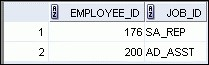 EMPLOYEE_ID JOB_ID
1 176 SA_REP
2 200 AD_ASST